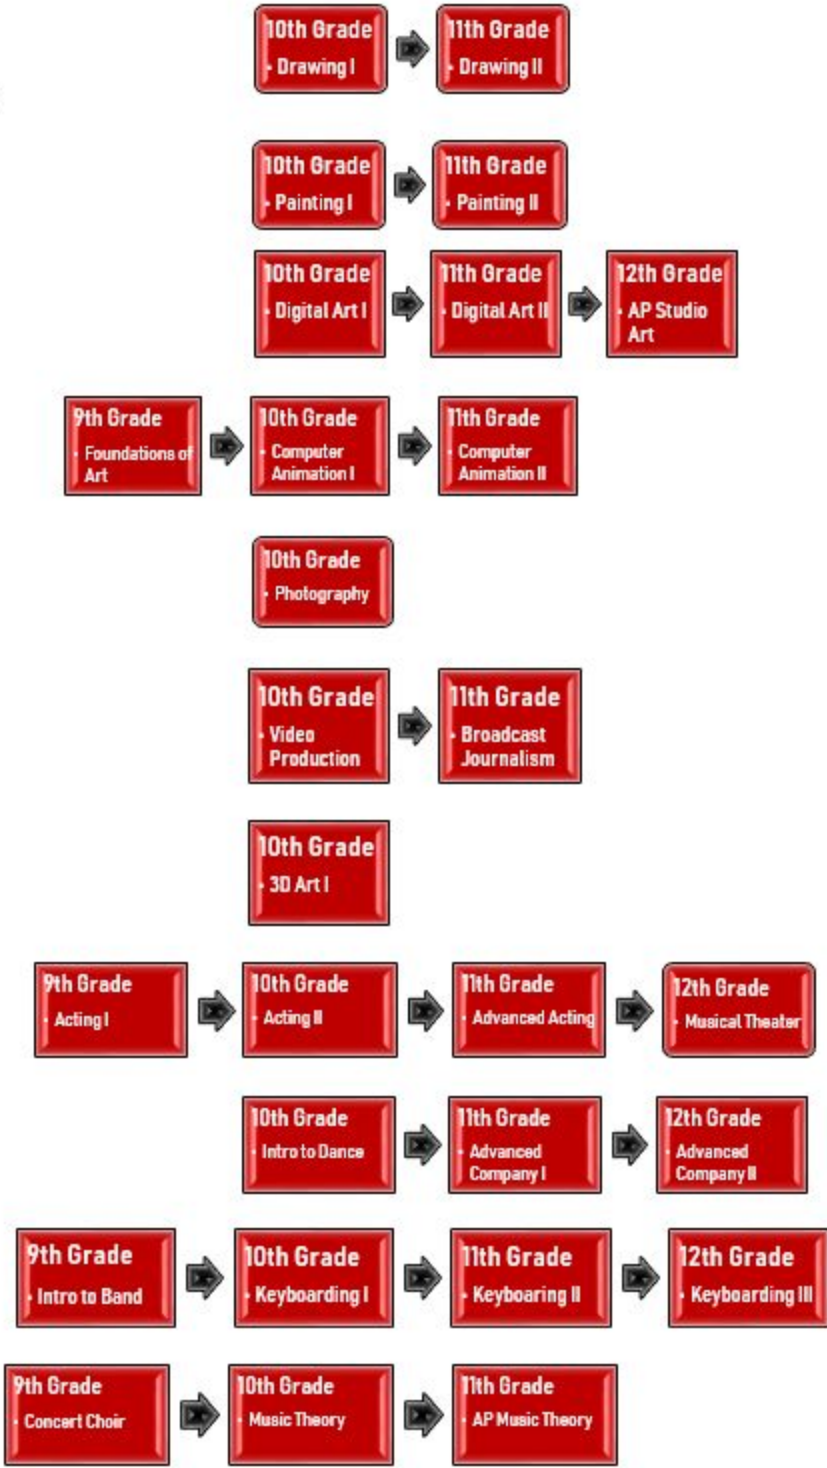 10th Grade
• Drawing I
11th Grade
• Drawing II
10th Grade
• Painting I
11th Grade
• Painting II
10th Grade
• Digital Art I
11th Grade
• Digital Art II
12th Grade
• AP Studio
Art
9th Grade
• Foundations of
Art
10th Grade
• Computer
Animation I
11th Grade
• Computer
Animation II
10th Grade
• Photography
10th Grade
• Video
Production
11th Grade
• Broadcast
Journalism
10th Grade
• 3D Art I
9th Grade
• Acting I
10th Grade
• Acting II
11th Grade
• Advanced Acting
12th Grade
• Musical Theater
10th Grade
• Intro to Dance
11th Grade
• Advanced
Company I
12th Grade
• Advanced
Company II
9th Grade
• Intro to Band
10th Grade
• Keyboarding I
11th Grade
• Keyboaring II
12th Grade
• Keyboarding III
9th Grade
• Concert Choir
10th Grade
• Music Theory
11th Grade
• AP Music Theory